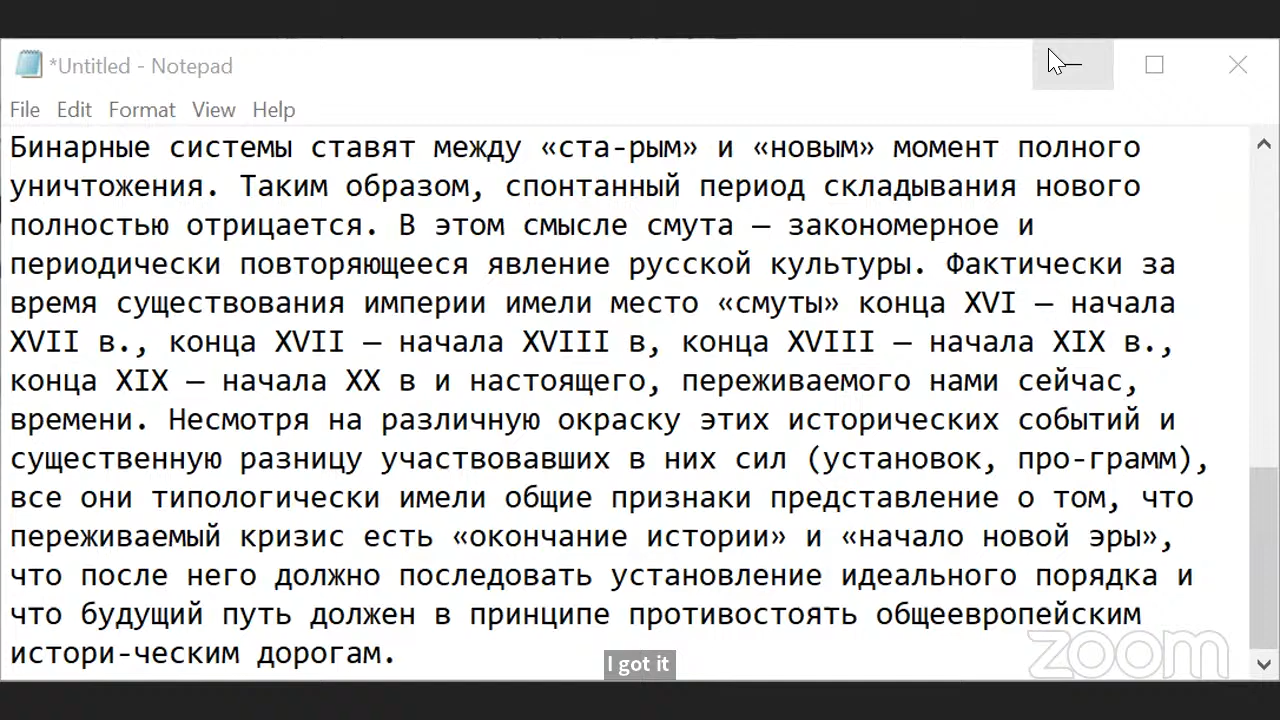 *Untitled - Notepad
File Edit Format View Help
Бинарные системы ставят между «ста-рым» и «новым» момент полного
уничтожения. Таким образом, спонтанный период складывания нового
полностью отрицается. В этом смысле смута — закономерное и
периодически повторяющееся явление русской культуры. Фактически за
время существования империи имели место «смуты» конца XVI — начала
XVII в., конца XVII — начала XVIII в, конца XVIII — начала XIX в.,
конца XIX — начала XX в и настоящего, переживаемого нами сейчас,
времени. Несмотря на различную окраску этих исторических событий и
существенную разницу участвовавших в них сил (установок, про-грамм),
все они типологически имели общие признаки представление о том, что
переживаемый кризис есть «окончание истории» и «начало новой эры»,
что после него должно последовать установление идеального порядка и
что будущий путь должен в принципе противостоять общеевропейским
истори-ческим дорогам.
I got it
zoom